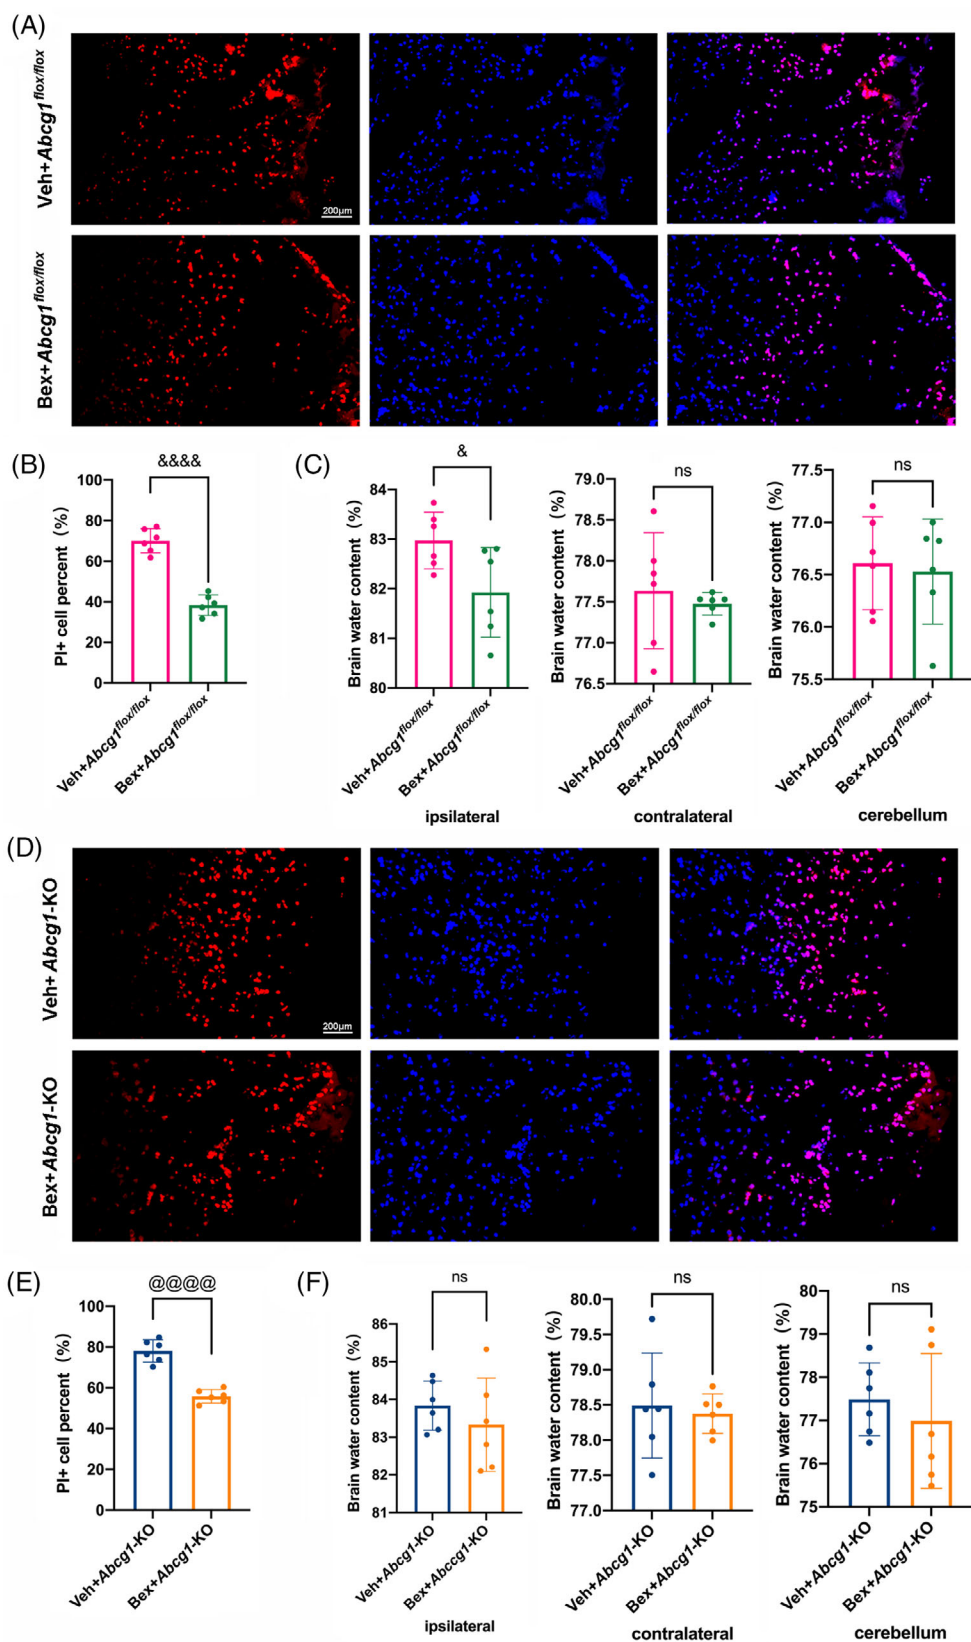 (A)
Veh+Abcg1flox/flox
200μm
Bex+Abcg1flox/flox
(B)
&&&&
PI+ cell percent (%)
100
80
60
40
20
0
Veh+Abcg1flox/flox
Bex+Abcg1flox/flox
(C)
&
Brain water content (%)
84
83
82
81
80
Veh+Abcg1flox/flox
Bex+Abcg1flox/flox
ipsilateral
ns
Brain water content (%)
79.0
78.5
78.0
77.5
77.0
76.5
Veh+Abcg1flox/flox
Bex+Abcg1flox/flox
contralateral
ns
Brain water content (%)
77.5
77.0
76.5
76.0
75.5
Veh+Abcg1flox/flox
Bex+Abcg1flox/flox
cerebellum
(D)
Veh+Abcg1-KO
200μm
Bex+Abcg1-KO
(E)
@@@@
PI+ cell percent (%)
100
80
60
40
20
0
Veh+Abcg1-KO
Bex+Abcg1-KO
(F)
ns
Brain water content (%)
86
85
84
83
82
81
Veh+Abcg1-KO
Bex+Abccg1-KO
ipsilateral
ns
Brain water content (%)
80.0
79.5
79.0
78.5
78.0
77.5
77.0
Veh+Abcg1-KO
Bex+Abcg1-KO
contralateral
ns
Brain water content (%)
80
79
78
77
76
75
Veh+Abcg1-KO
Bex+Abcg1-KO
cerebellum